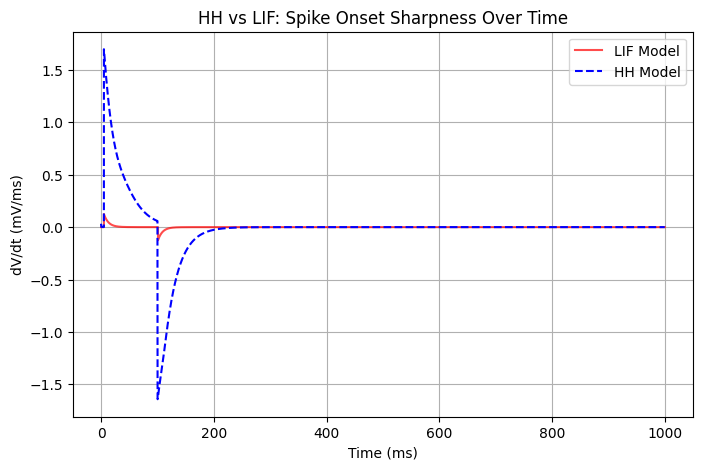 HH vs LIF: Spike Onset Sharpness Over Time
LIF Model
HH Model
dV/dt (mV/ms)
1.5
1.0
0.5
0.0
−0.5
−1.0
−1.5
0
200
400
600
800
1000
Time (ms)